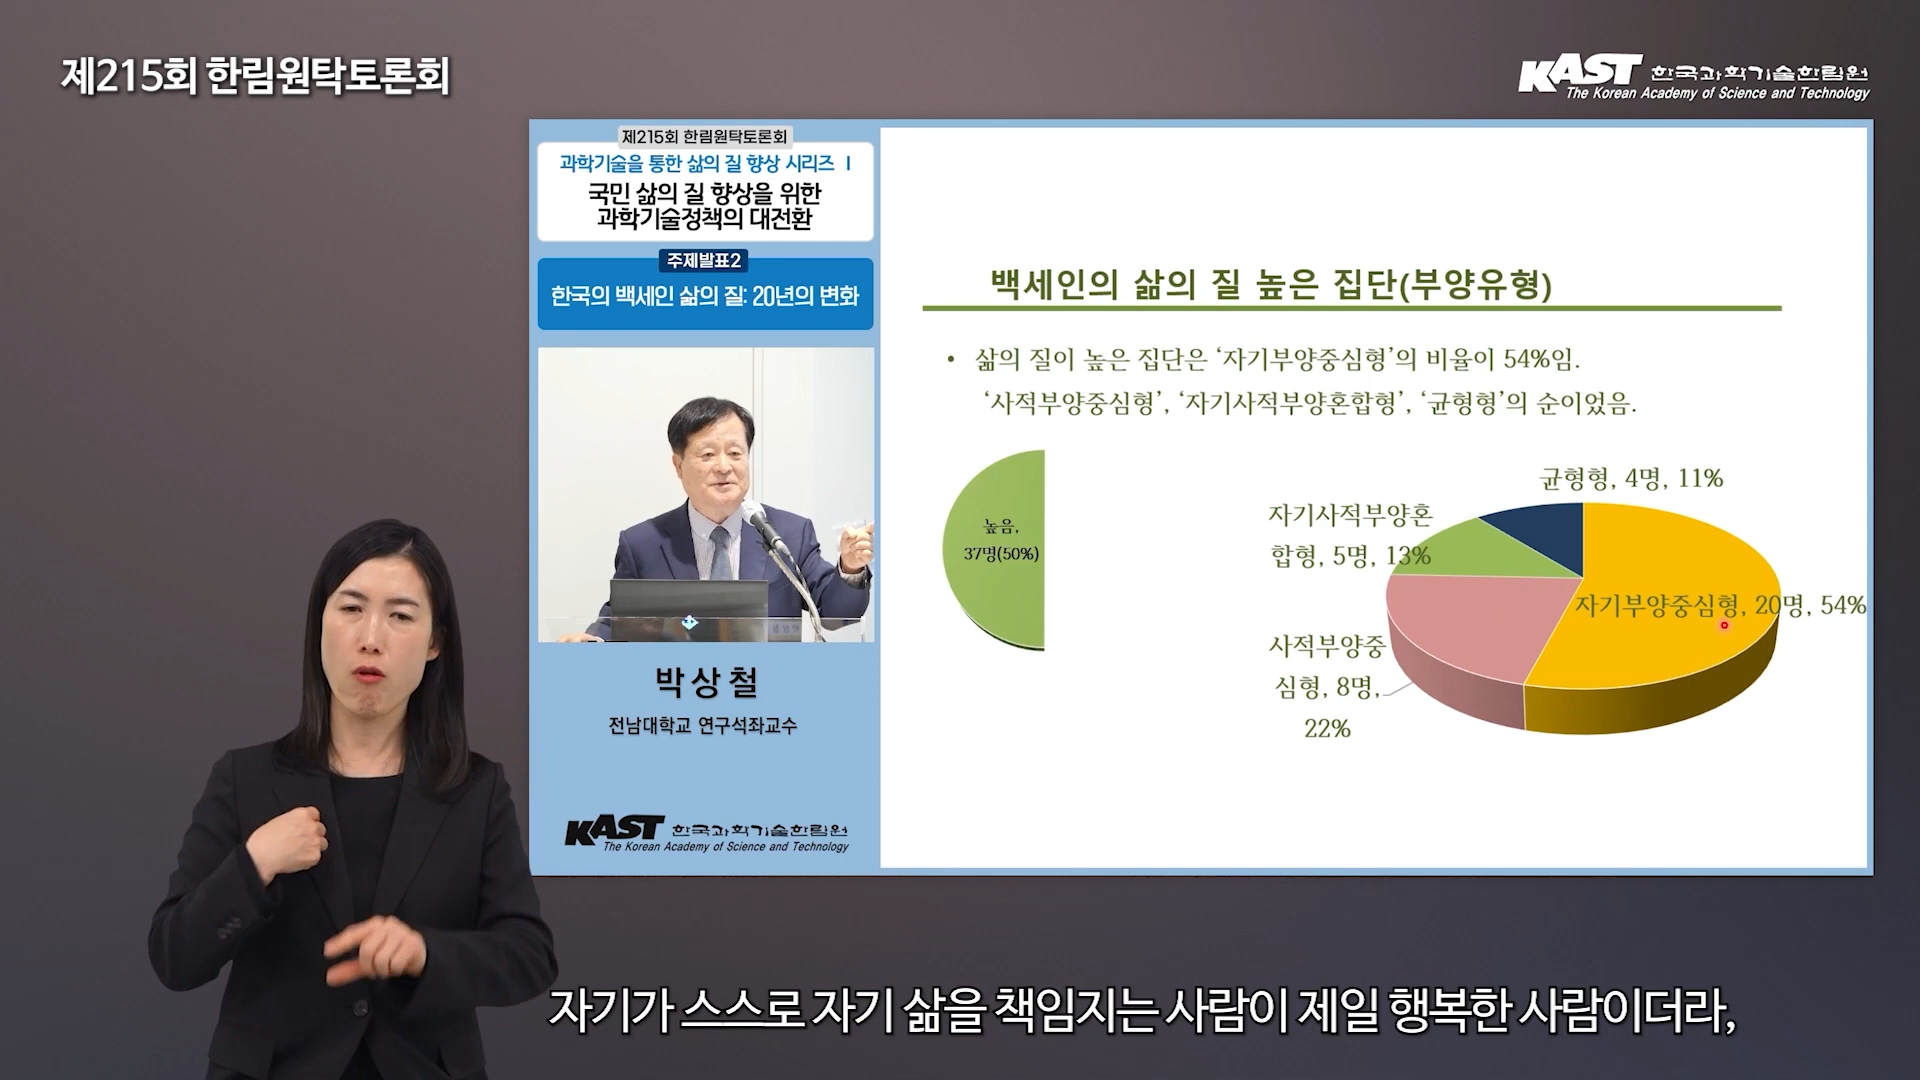 제215회 한림원탁토론회
KAST 한국과학기술한림원
The Korean Academy of Science and Technology
제215회 한림원탁토론회
과학기술을 통한 삶의 질 향상 시리즈 Ⅰ
국민 삶의 질 향상을 위한
과학기술정책의 대전환
주제발표2
한국의 백세인 삶의 질: 20년의 변화
박상철
전남대학교 연구석좌교수
KAST 한국과학기술한림원
The Korean Academy of Science and Technology
백세인의 삶의 질 높은 집단(부양유형)
• 삶의 질이 높은 집단은 ‘자기부양중심형’의 비율이 54%임.
‘사적부양중심형’, ‘자기사적부양혼합형’, ‘균형형’의 순이었음.
높음,
37명(50%)
균형형, 4명, 11%
자기사적부양혼
합형, 5명, 13%
자기부양중심형, 20명, 54%
사적부양중
심형, 8명,
22%
자기가 스스로 자기 삶을 책임지는 사람이 제일 행복한 사람이더라,